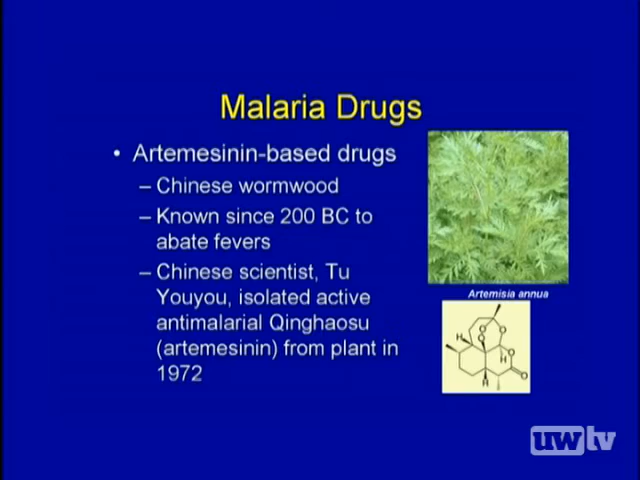 Malaria Drugs
• Artemesinin-based drugs
– Chinese wormwood
– Known since 200 BC to
abate fevers
– Chinese scientist, Tu
Youyou, isolated active
antimalarial Qinghaosu
(artemesinin) from plant in
1972
Artemisia annua
H
O
O
O
H
O
H
O
uwtv